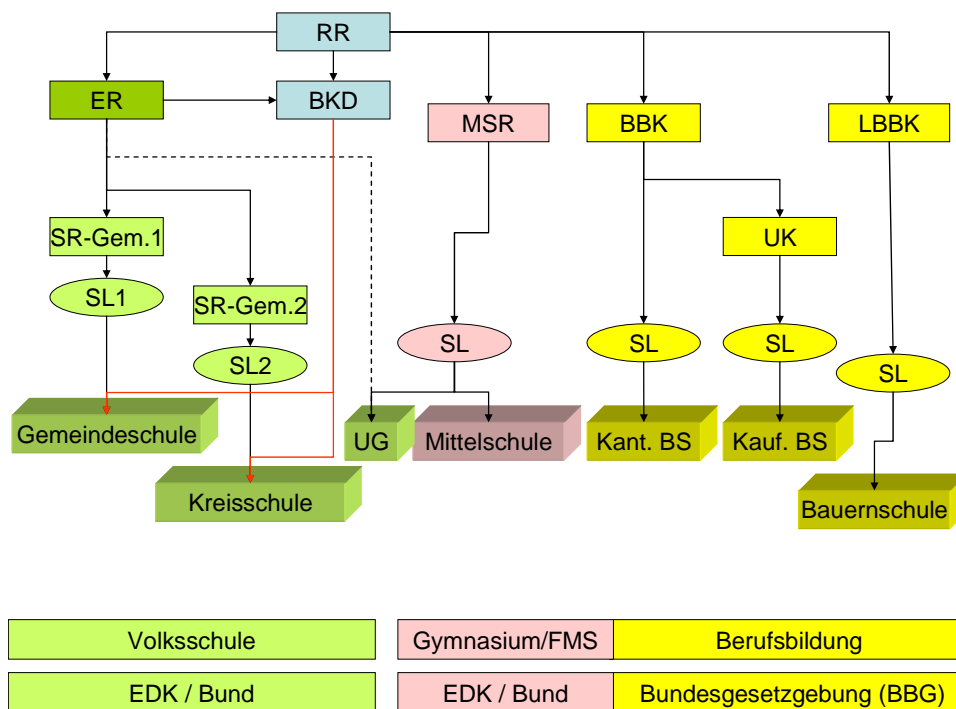 RR
ER
BKD
MSR
BBK
LBBK
SR-Gem.1
UK
SL1
SR-Gem.2
SL2
SL
SL
SL
SL
Gemeindeschule
UG
Mittelschule
Kant. BS
Kauf. BS
Kreisschule
Bauernschule
Volksschule
Gymnasium/FMS
Berufsbildung
EDK / Bund
EDK / Bund
Bundesgesetzgebung (BBG)